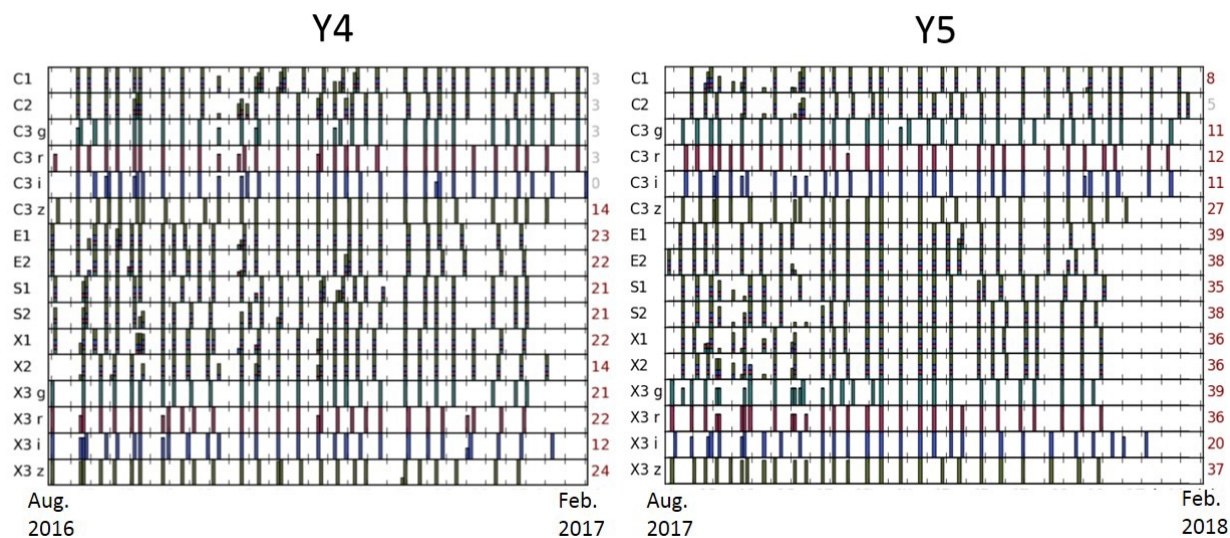 Y4
Y5
C1 3
C2 3
C3 g 3
C3 r 3
C3 i 0
C3 z 14
E1 23
E2 22
S1 21
S2 21
X1 22
X2 14
X3 g 21
X3 r 22
X3 i 12
X3 z 24
Aug.
2016
Feb.
2017
C1 8
C2 5
C3 g 11
C3 r 12
C3 i 11
C3 z 27
E1 39
E2 38
S1 35
S2 38
X1 36
X2 36
X3 g 39
X3 r 36
X3 i 20
X3 z 37
Aug.
2017
Feb.
2018